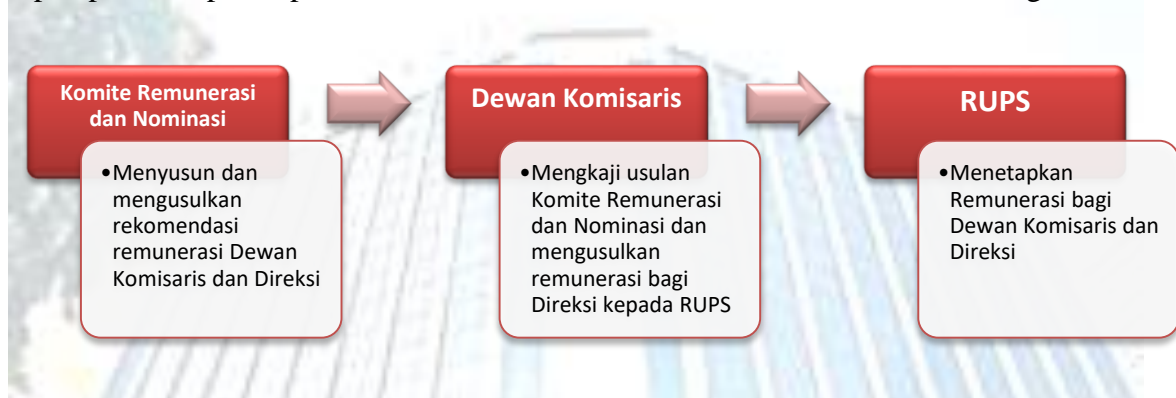 Komite Remunerasi
dan Nominasi
•Menyusun dan
mengusulkan
rekomendasi
remunerasi Dewan
Komisaris dan Direksi
Dewan Komisaris
•Mengkaji usulan
Komite Remunerasi
dan Nominasi dan
mengusulkan
remunerasi bagi
Direksi kepada RUPS
RUPS
•Menetapkan
Remunerasi bagi
Dewan Komisaris dan
Direksi